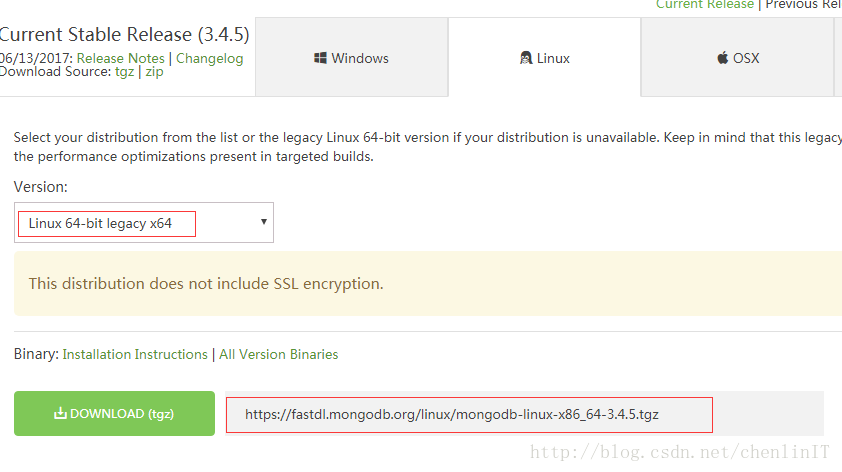 Current Release | Previous Rel
Current Stable Release (3.4.5)
06/13/2017: Release Notes | Changelog
Download Source: tgz | zip
Windows
Linux
OSX
Select your distribution from the list or the legacy Linux 64-bit version if your distribution is unavailable. Keep in mind that this legacy
the performance optimizations present in targeted builds.
Version:
Linux 64-bit legacy x64
This distribution does not include SSL encryption.
Binary: Installation Instructions | All Version Binaries
DOWNLOAD (tgz)
https://fastdl.mongodb.org/linux/mongodb-linux-x86_64-3.4.5.tgz
http://blog.csdn.net/chenlinIT